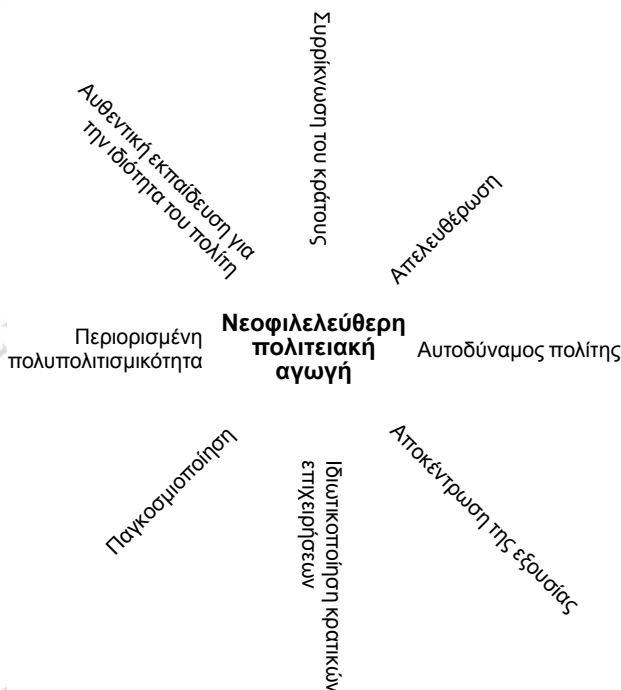 Συρρίκνωση του κράτους
Αυθεντική εκπαίδευση για
την ιδιότητα του πολίτη
Απελευθέρωση
Νεοφιλελεύθερη
πολιτειακή
αγωγή
Περιορισμένη
πολυπολιτισμικότητα
Αυτοδύναμος πολίτης
Παγκοσμιοποίηση
Ιδιωτικοποίηση κρατικών
επιχειρήσεων
Αποκέντρωση της εξουσίας